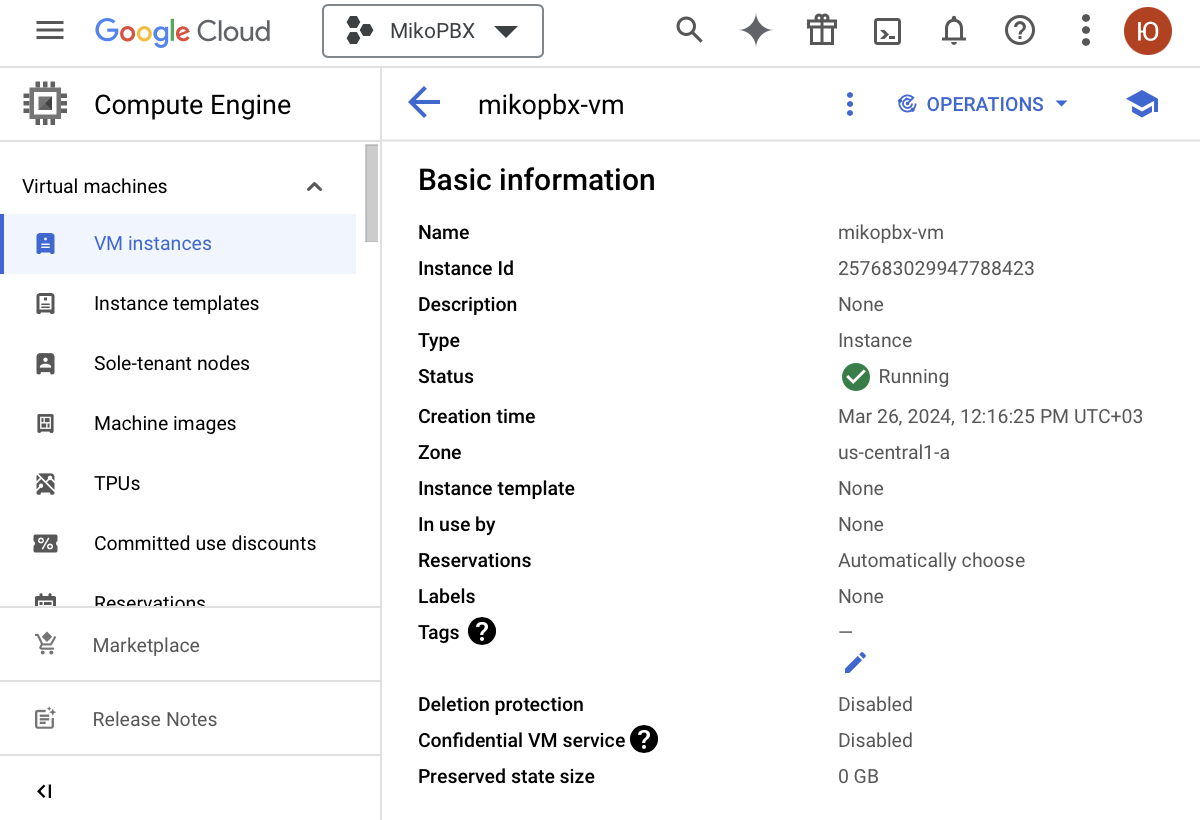 Google Cloud
MikoPBX
Ю
Compute Engine
mikopbx-vm
OPERATIONS
Virtual machines
VM instances
Instance templates
Sole-tenant nodes
Machine images
TPUs
Committed use discounts
Reservations
Marketplace
Release Notes
Basic information
Name mikopbx-vm
Instance Id 257683029947788423
Description None
Type Instance
Status Running
Creation time Mar 26, 2024, 12:16:25 PM UTC+03
Zone us-central1-a
Instance template None
In use by None
Reservations Automatically choose
Labels None
Tags —
Deletion protection Disabled
Confidential VM service Disabled
Preserved state size 0 GB